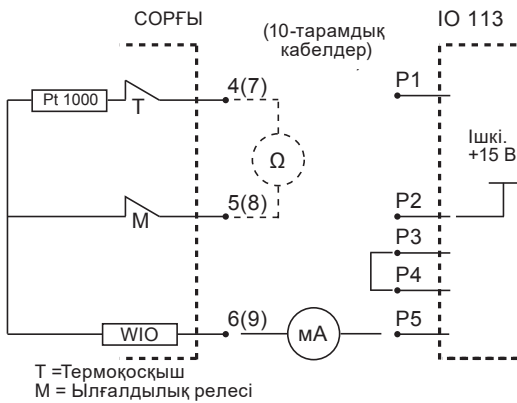 СОРҒЫ
(10-тарамдық
кабелдер)
IO 113
Pt 1000
T
4(7)
P1
Ω
Ішкі.
+15 В
M
5(8)
P2
P3
P4
WIO
6(9)
мА
P5
T =Термоқосқыш
M = Ылғалдылық релесі